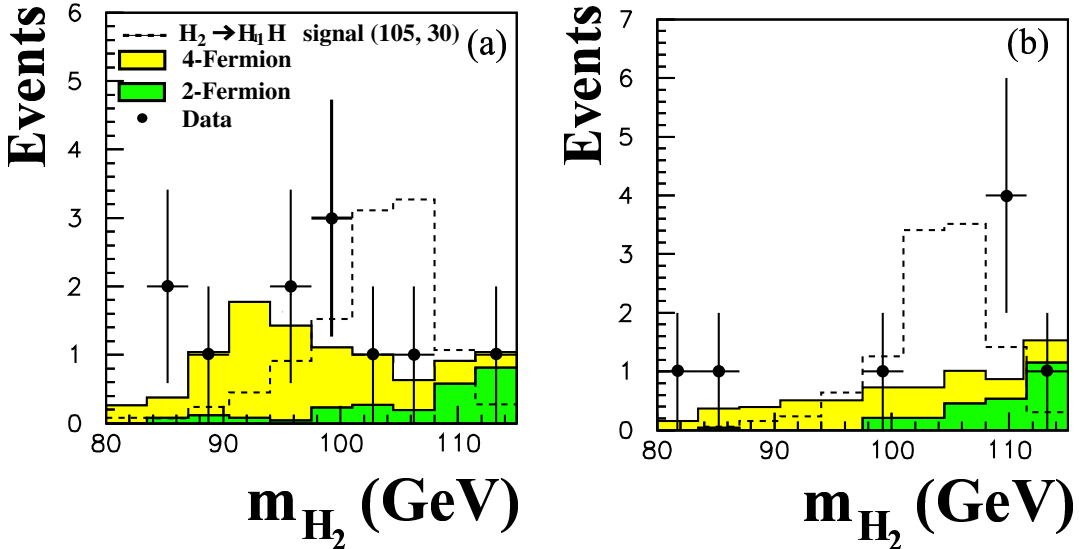 Events
6
5
4
3
2
1
0
H₂ → H₁H signal (105, 30)
4-Fermion
2-Fermion
Data
(a)
80 90 100 110
m_H₂ (GeV)
Events
7
6
5
4
3
2
1
0
(b)
80 90 100 110
m_H₂ (GeV)